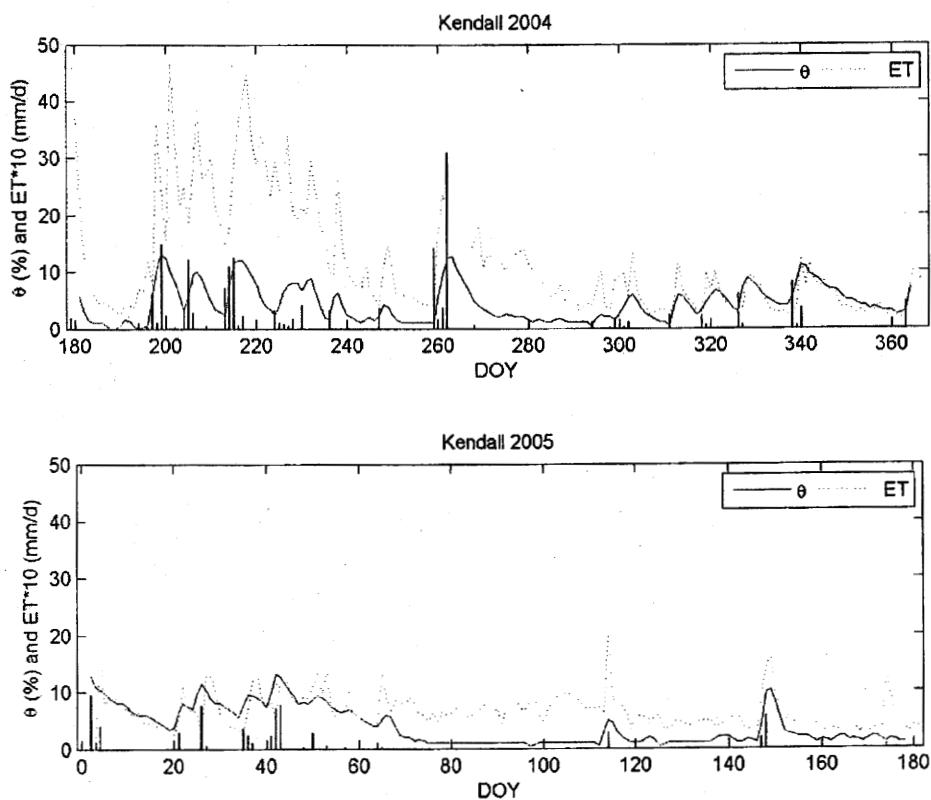 Kendall 2004
θ ET
50
40
30
20
10
0
θ (%) and ET*10 (mm/d)
180 200 220 240 260 280 300 320 340 360
DOY
Kendall 2005
θ ET
50
40
30
20
10
0
θ (%) and ET*10 (mm/d)
0 20 40 60 80 100 120 140 160 180
DOY